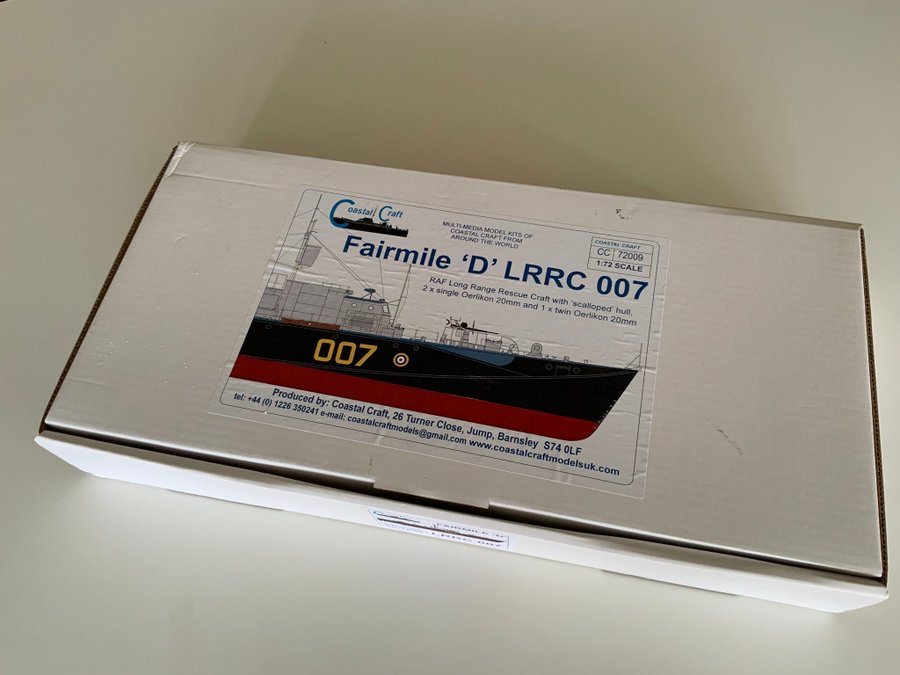 Coastal Craft
MULTI-MEDIA MODEL KITS OF
COASTAL CRAFT FROM
AROUND THE WORLD
COASTAL CRAFT
CC 72009
1:72 SCALE
Fairmile ‘D’ LRRC 007
RAF Long Range Rescue Craft with ‘scalloped’ hull,
2 x single Oerlikon 20mm and 1 x twin Oerlikon 20mm
007
Produced by: Coastal Craft, 26 Turner Close, Jump, Barnsley S74 0LF
tel: +44 (0) 1226 350241 e-mail: coastalcraftmodels@gmail.com www.coastalcraftmodelsuk.com
FAIRMILE ‘D’
LRRC 007